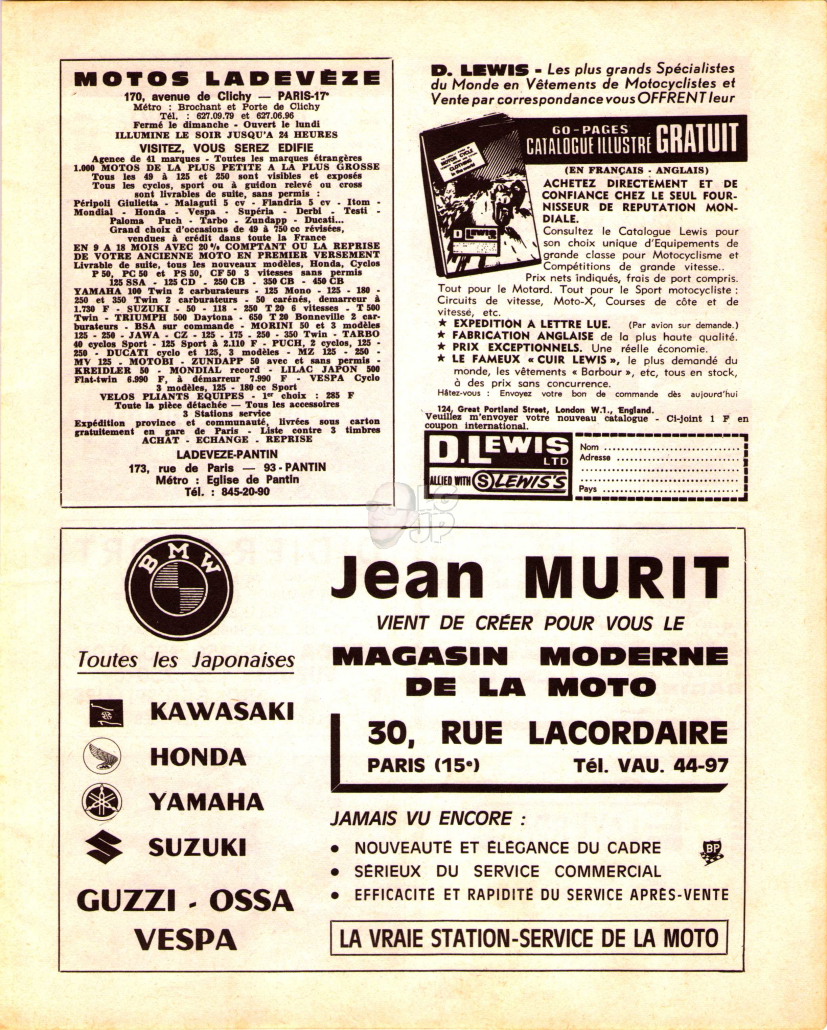 MOTOS LADEVÈZE
170, avenue de Clichy — PARIS-17e
Métro : Brochant et Porte de Clichy
Tél. : 627.09.79 et 627.06.96
Fermé le dimanche - Ouvert le lundi
ILLUMINE LE SOIR JUSQU'A 24 HEURES
VISITEZ, VOUS SEREZ EDIFIE
Agence de 41 marques - Toutes les marques étrangères
1.000 MOTOS DE LA PLUS PETITE A LA PLUS GROSSE
Tous les 49 à 125 et 250 sont visibles et exposés
Tous les cyclos, sport ou à guidon relevé ou cross
sont livrables de suite, sans permis :
Péripoli Giulietta - Malaguti 5 cv - Flandria 5 cv - Itom -
Mondial - Honda - Vespa - Supéria - Derbi - Testi -
Paloma Puch - Tarbo - Zundapp - Ducati...
Grand choix d'occasions de 49 à 750 cc révisées,
vendues à crédit dans toute la France
EN 9 A 18 MOIS AVEC 20 % COMPTANT OU LA REPRISE
DE VOTRE ANCIENNE MOTO EN PREMIER VERSEMENT
Livrable de suite, tous les nouveaux modèles, Honda, Cyclos
P 50, PC 50 et PS 50, CF 50 3 vitesses sans permis
125 SSA - 125 CD - 250 CB - 350 CB - 450 CB
YAMAHA 100 Twin 2 carburateurs - 125 Mono - 125 - 180 -
250 et 350 Twin 2 carburateurs - 50 carénés, demarreur à
1.730 F - SUZUKI - 50 - 118 - 250 T 20 6 vitesses - T 500
Twin - TRIUMPH 500 Daytona - 650 T 20 Bonneville 2 car-
burateurs - BSA sur commande - MORINI 50 et 3 modèles
125 - 250 - JAWA - CZ - 125 - 175 - 250 - 350 Twin - TARBO
40 cyclos Sport - 125 Sport à 2.110 F - PUCH, 2 cyclos, 125 -
250 - DUCATI cyclo et 125, 3 modèles - MZ 125 - 250 -
MV 125 - MOTOBI - ZUNDAPP 50 avec et sans permis -
KREIDLER 50 - MONDIAL record - LILAC JAPON 500
Flat-twin 6.990 F, à démarreur 7.990 F - VESPA Cyclo
3 modèles, 125 - 180 cc Sport
VELOS PLIANTS EQUIPES - 1er choix : 285 F
Toute la pièce détachée — Tous les accessoires
3 Stations service
Expédition province et communauté, livrées sous carton
gratuitement en gare de Paris - Liste contre 3 timbres
ACHAT - ECHANGE - REPRISE
LADEVEZE-PANTIN
173, rue de Paris — 93 - PANTIN
Métro : Eglise de Pantin
Tél. : 845-20-90
D. LEWIS - Les plus grands Spécialistes
du Monde en Vêtements de Motocyclistes et
Vente par correspondance vous OFFRENT leur
60-PAGES
CATALOGUE ILLUSTRÉ GRATUIT
(EN FRANÇAIS - ANGLAIS)
ACHETEZ DIRECTEMENT ET DE
CONFIANCE CHEZ LE SEUL FOUR-
NISSEUR DE REPUTATION MON-
DIALE.
Consultez le Catalogue Lewis pour
son choix unique d'Equipements de
grande classe pour Motocyclisme et
Compétitions de grande vitesse..
Prix nets indiqués, frais de port compris.
Tout pour le Motard. Tout pour le Sport motocycliste :
Circuits de vitesse, Moto-X, Courses de côte et de
vitessé, etc.
★ EXPEDITION A LETTRE LUE. (Par avion sur demande.)
★ FABRICATION ANGLAISE de la plus haute qualité.
★ PRIX EXCEPTIONNELS. Une réelle économie.
★ LE FAMEUX « CUIR LEWIS », le plus demandé du
monde, les vêtements « Barbour », etc, tous en stock,
à des prix sans concurrence.
Hâtez-vous : Envoyez votre bon de commande dès aujourd'hui
124, Great Portland Street, London W.1., England.
Veuillez m'envoyer votre nouveau catalogue - Ci-joint 1 F en
coupon international.
D. LEWIS
LTD
ALLIED WITH (S) LEWIS'S
Nom
Adresse
Pays
BMW
Toutes les Japonaises
KAWASAKI
HONDA
YAMAHA
SUZUKI
GUZZI - OSSA
VESPA
Jean MURIT
VIENT DE CRÉER POUR VOUS LE
MAGASIN MODERNE
DE LA MOTO
30, RUE LACORDAIRE
PARIS (15e) Tél. VAU. 44-97
JAMAIS VU ENCORE :
• NOUVEAUTÉ ET ÉLÉGANCE DU CADRE
BP
• SÉRIEUX DU SERVICE COMMERCIAL
• EFFICACITÉ ET RAPIDITÉ DU SERVICE APRÈS-VENTE
LA VRAIE STATION-SERVICE DE LA MOTO